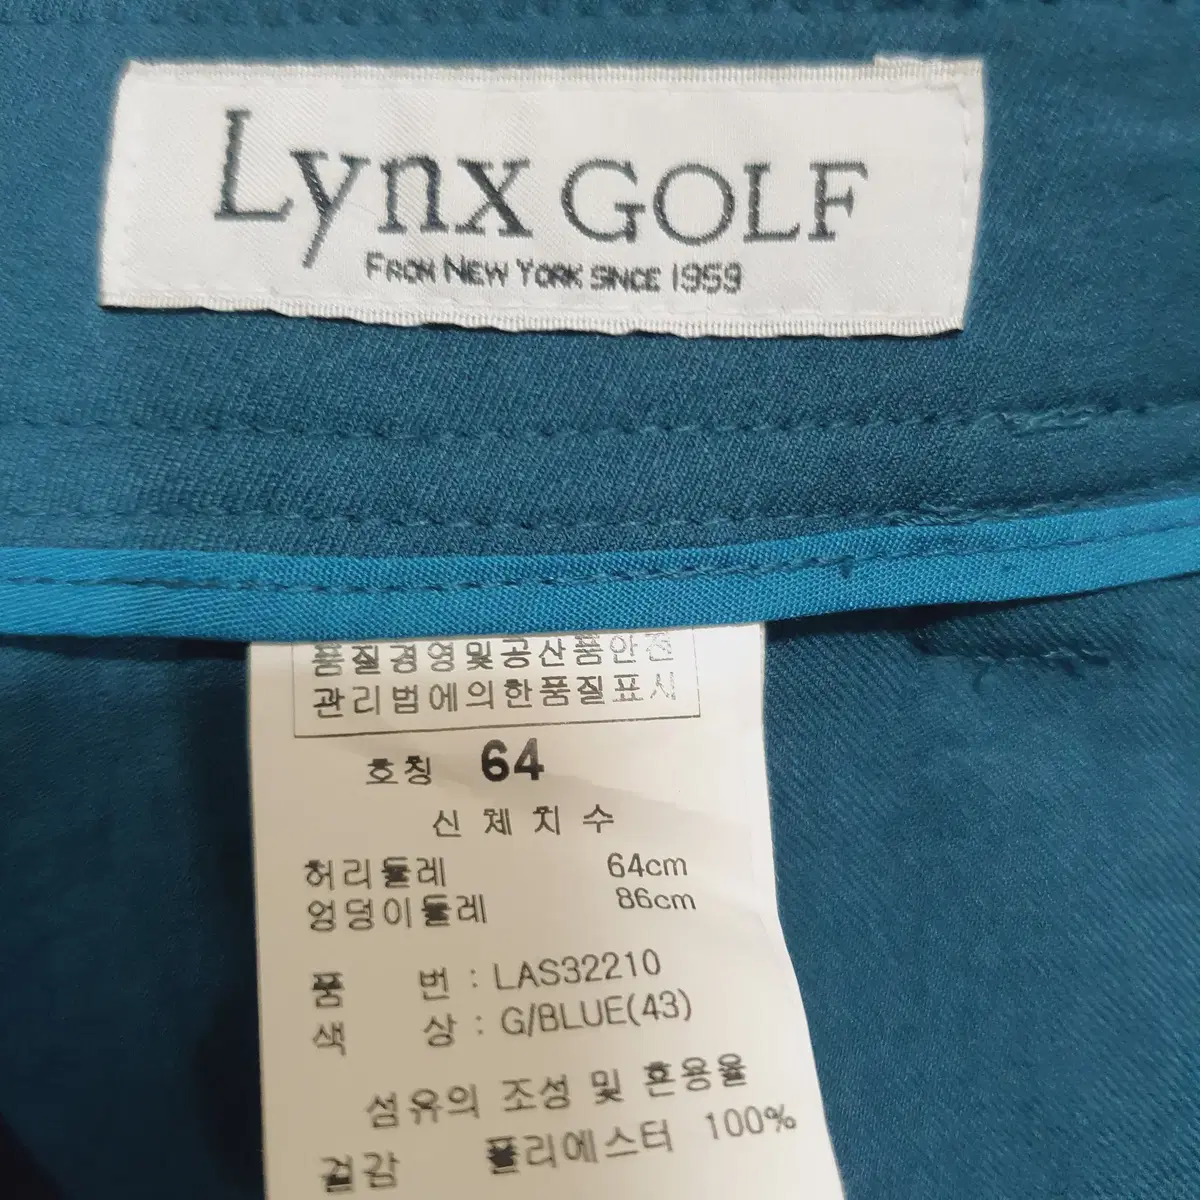 Lynx GOLF
FROM NEW YORK SINCE 1959
품질경영및공산품안전
관리법에의한품질표시
호칭 64
신체치수
허리둘레 64cm
엉덩이둘레 86cm
품 번 : LAS32210
색 상 : G/BLUE(43)
섬유의 조성 및 혼용율
겉감 폴리에스터 100%